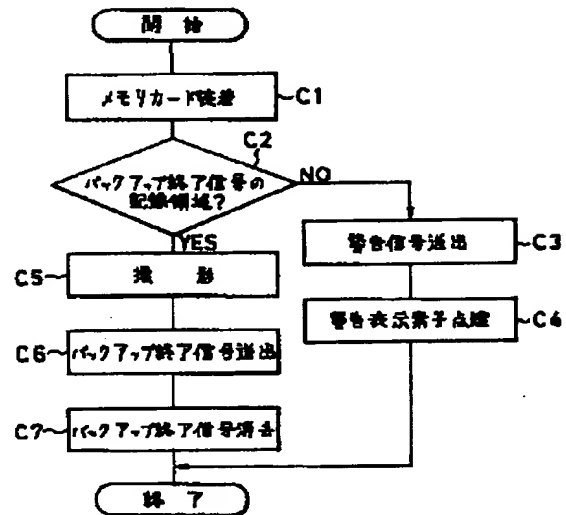 開始
メモリカード装着
C1
C2
バックアップ終了信号の
記録領域?
NO
YES
警告信号送出
C3
C5
撮影
警告表示素子点燈
C4
C6
バックアップ終了信号送出
C7
バックアップ終了信号消去
終了